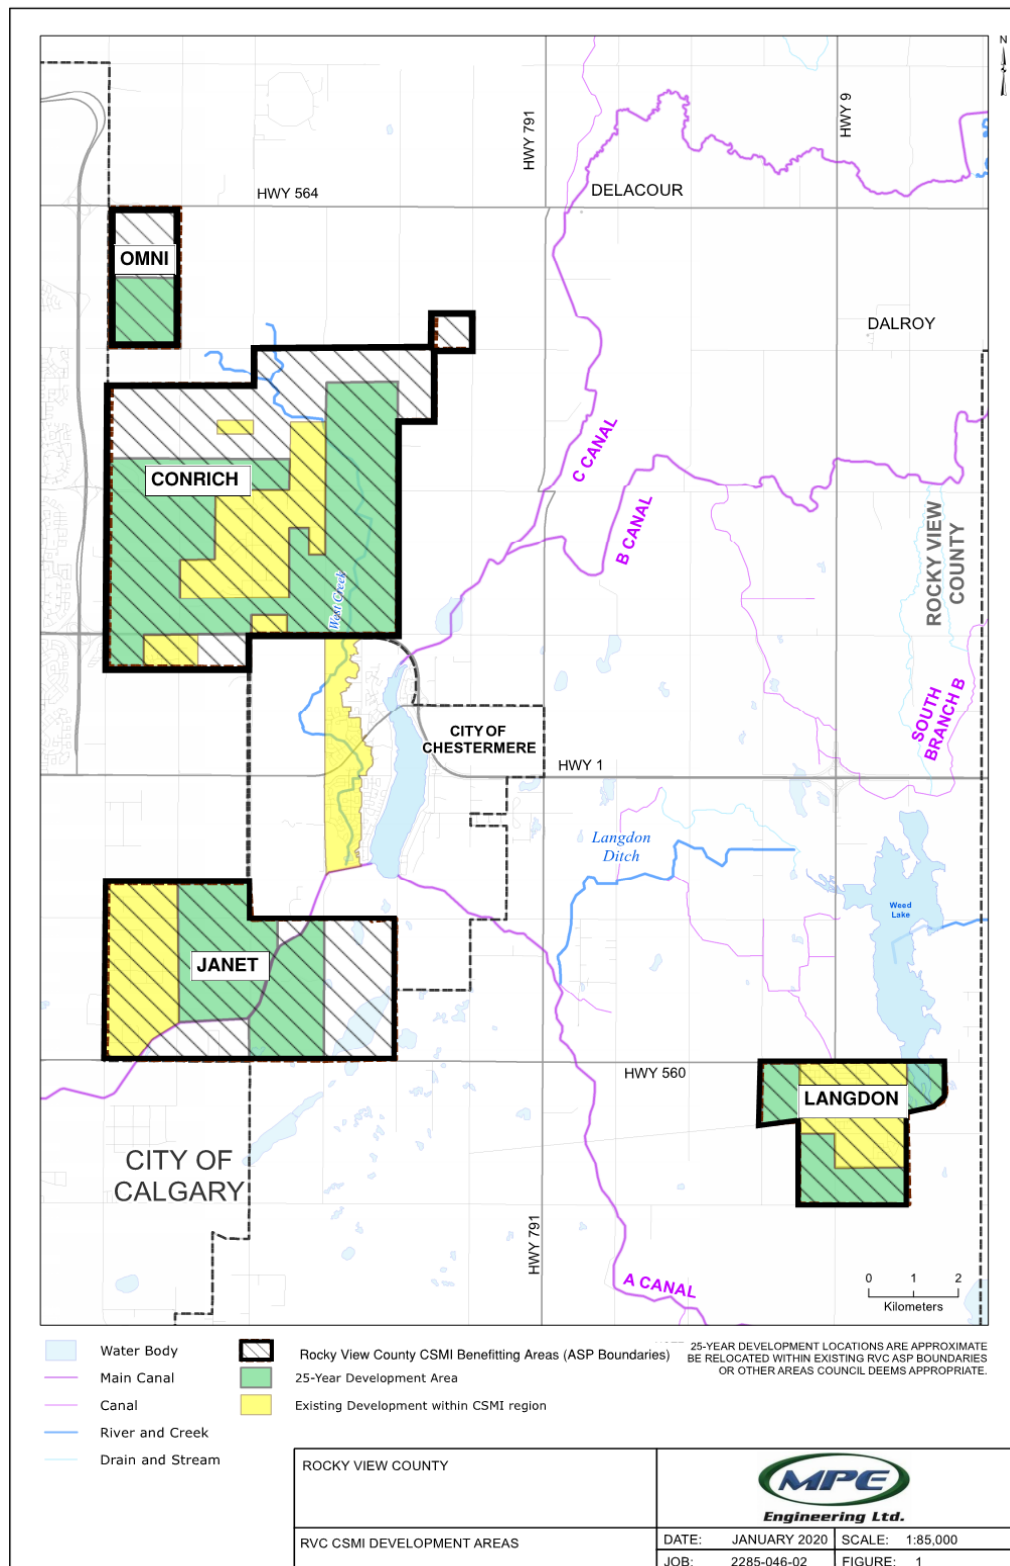 N
HWY 791
HWY 9
HWY 564
DELACOUR
OMNI
DALROY
C CANAL
CONRICH
B CANAL
ROCKY VIEW
COUNTY
West Creek
SOUTH
BRANCH B
CITY OF
CHESTERMERE
HWY 1
Langdon
Ditch
Weed
Lake
JANET
HWY 560
LANGDON
CITY OF
CALGARY
HWY 791
A CANAL
0 1 2
Kilometers
Water Body
Main Canal
Canal
River and Creek
Drain and Stream
Rocky View County CSMI Benefitting Areas (ASP Boundaries)
25-Year Development Area
Existing Development within CSMI region
25-YEAR DEVELOPMENT LOCATIONS ARE APPROXIMATE
BE RELOCATED WITHIN EXISTING RVC ASP BOUNDARIES
OR OTHER AREAS COUNCIL DEEMS APPROPRIATE.
ROCKY VIEW COUNTY
RVC CSMI DEVELOPMENT AREAS
MPE
Engineering Ltd.
DATE: JANUARY 2020 SCALE: 1:85,000
JOB: 2285-046-02 FIGURE: 1